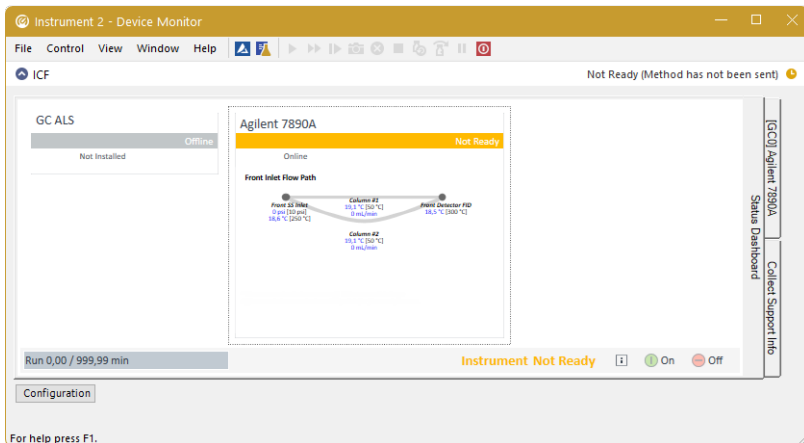 Instrument 2 - Device Monitor
File Control View Window Help
ICF
Not Ready (Method has not been sent)
GC ALS
Offline
Not Installed
Agilent 7890A
Not Ready
Online
Front Inlet Flow Path
Front SS Inlet
0 psi [10 psi]
18,6 °C [250 °C]
Column #1
19,1 °C [50 °C]
0 mL/min
Front Detector FID
18,5 °C [300 °C]
Column #2
19,1 °C [50 °C]
0 mL/min
Status Dashboard
[GC0] Agilent 7890A
Collect Support Info
Run 0,00 / 999,99 min
Instrument Not Ready
On
Off
Configuration
For help press F1.